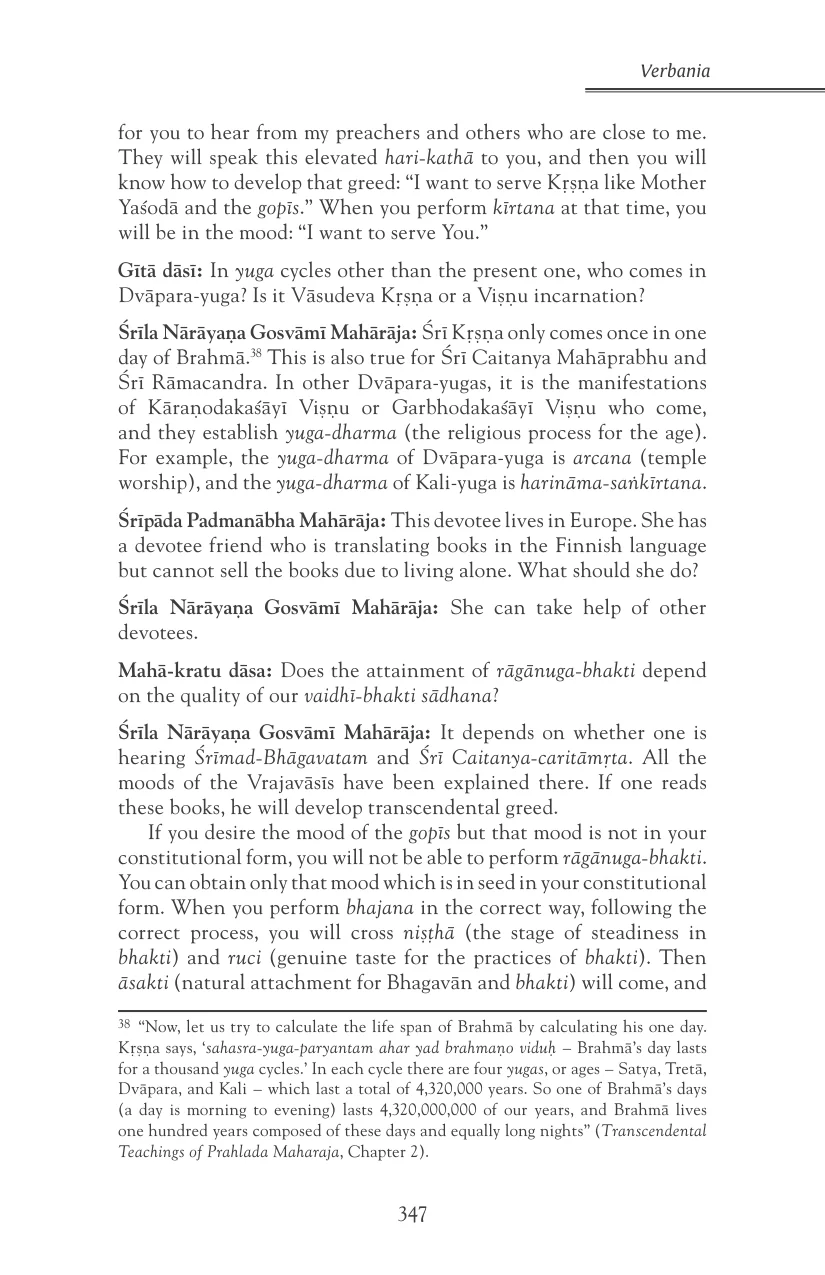 Verbania
for you to hear from my preachers and others who are close to me.
They will speak this elevated hari-kathā to you, and then you will
know how to develop that greed: “I want to serve Kṛṣṇa like Mother
Yaśodā and the gopīs.” When you perform kīrtana at that time, you
will be in the mood: “I want to serve You.”
Gītā dāsī: In yuga cycles other than the present one, who comes in
Dvāpara-yuga? Is it Vāsudeva Kṛṣṇa or a Viṣṇu incarnation?
Śrīla Nārāyaṇa Gosvāmī Mahārāja: Śrī Kṛṣṇa only comes once in one
day of Brahmā.38 This is also true for Śrī Caitanya Mahāprabhu and
Śrī Rāmacandra. In other Dvāpara-yugas, it is the manifestations
of Kāraṇodakaśāyī Viṣṇu or Garbhodakaśāyī Viṣṇu who come,
and they establish yuga-dharma (the religious process for the age).
For example, the yuga-dharma of Dvāpara-yuga is arcana (temple
worship), and the yuga-dharma of Kali-yuga is harināma-saṅkīrtana.
Śrīpāda Padmanābha Mahārāja: This devotee lives in Europe. She has
a devotee friend who is translating books in the Finnish language
but cannot sell the books due to living alone. What should she do?
Śrīla Nārāyaṇa Gosvāmī Mahārāja: She can take help of other
devotees.
Mahā-kratu dāsa: Does the attainment of rāgānuga-bhakti depend
on the quality of our vaidhī-bhakti sādhana?
Śrīla Nārāyaṇa Gosvāmī Mahārāja: It depends on whether one is
hearing Śrīmad-Bhāgavatam and Śrī Caitanya-caritāmṛta. All the
moods of the Vrajavāsīs have been explained there. If one reads
these books, he will develop transcendental greed.
If you desire the mood of the gopīs but that mood is not in your
constitutional form, you will not be able to perform rāgānuga-bhakti.
You can obtain only that mood which is in seed in your constitutional
form. When you perform bhajana in the correct way, following the
correct process, you will cross niṣṭhā (the stage of steadiness in
bhakti) and ruci (genuine taste for the practices of bhakti). Then
āsakti (natural attachment for Bhagavān and bhakti) will come, and
38 “Now, let us try to calculate the life span of Brahmā by calculating his one day.
Kṛṣṇa says, ‘sahasra-yuga-paryantam ahar yad brahmaṇo viduḥ – Brahmā’s day lasts
for a thousand yuga cycles.’ In each cycle there are four yugas, or ages – Satya, Tretā,
Dvāpara, and Kali – which last a total of 4,320,000 years. So one of Brahmā’s days
(a day is morning to evening) lasts 4,320,000,000 of our years, and Brahmā lives
one hundred years composed of these days and equally long nights” (Transcendental
Teachings of Prahlada Maharaja, Chapter 2).
347